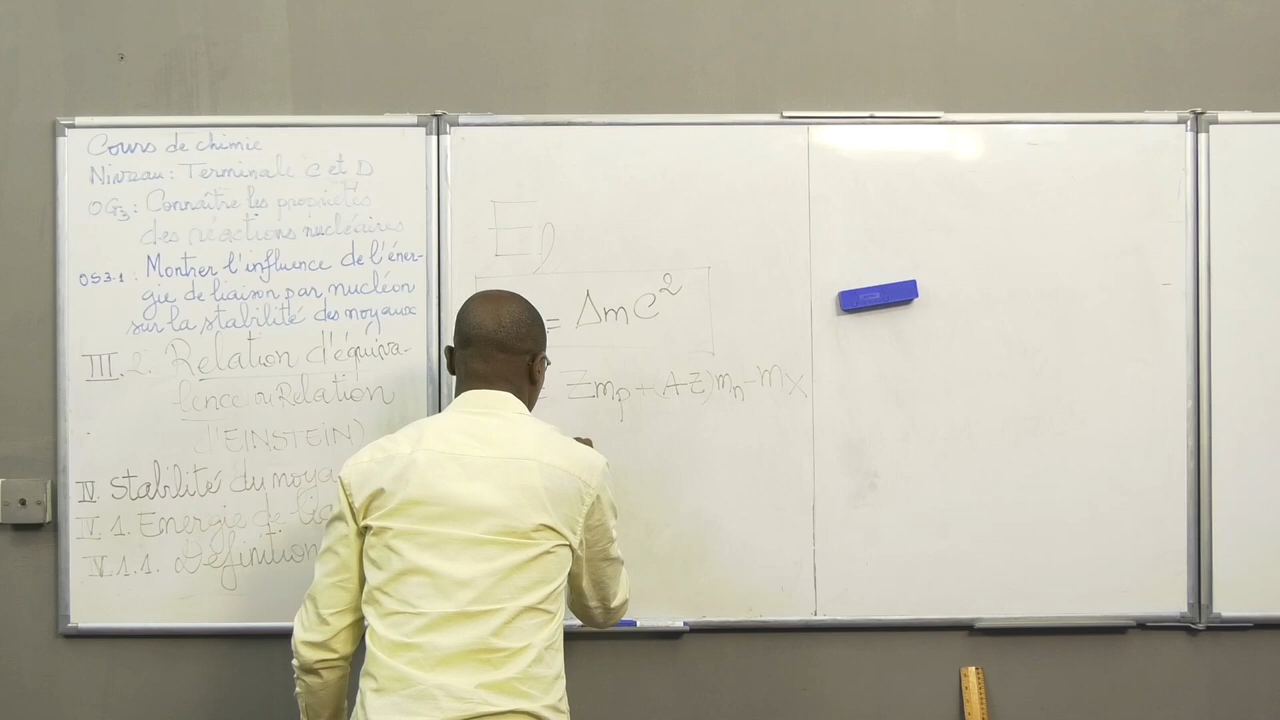 Cours de chimie
Niveau : Terminale C et D
OG3 : Connaître les propriétés
des réactions nucléaires
OS3.1 : Montrer l'influence de l'éner-
gie de liaison par nucléon
sur la stabilité des noyaux
III.2. Relation d'équiva-
lence ou Relation
d'EINSTEIN)
IV Stabilité du noya
IV.1. Energie de lia
IV.1.1. Définition
El
= Δmc²
= Zmp + (A-Z)mn - mX